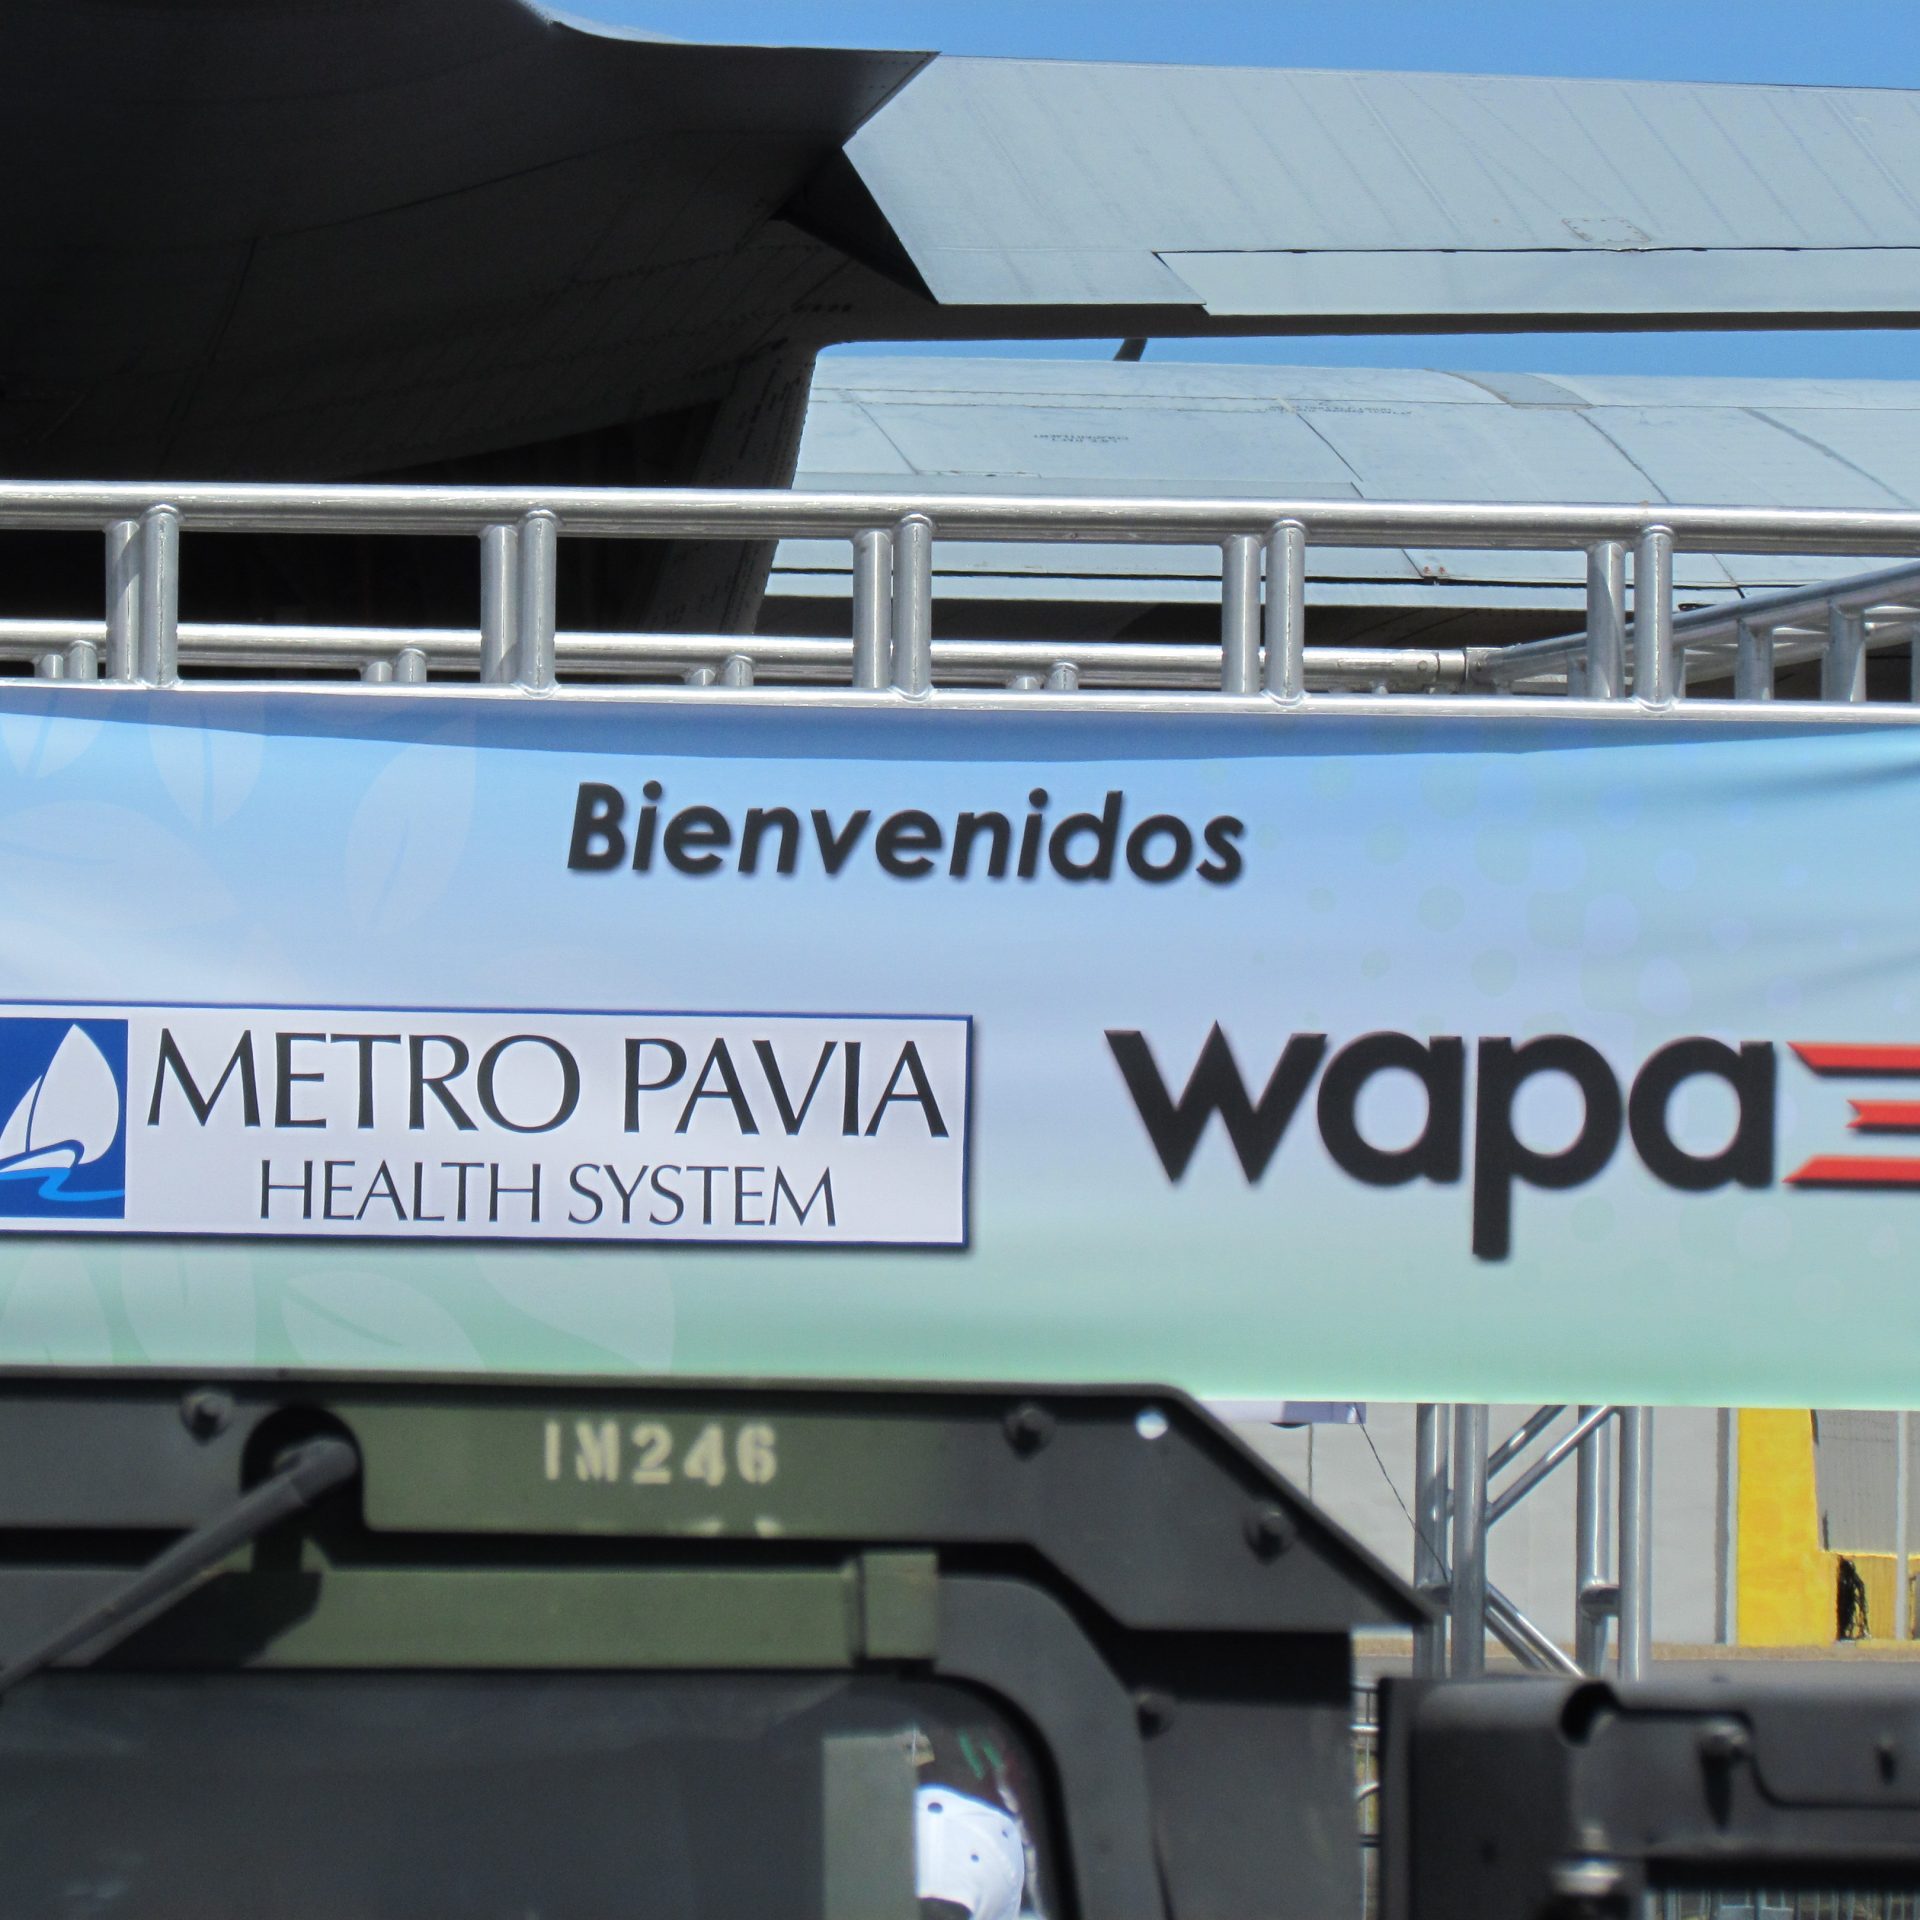 Bienvenidos
METRO PAVIA
HEALTH SYSTEM
wapa
IM246